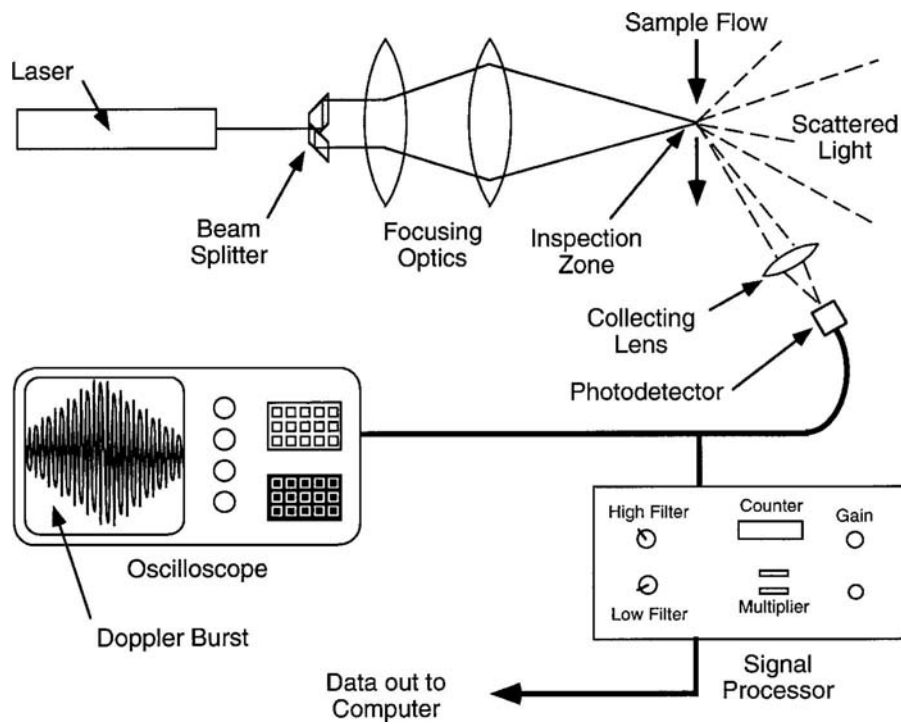 Sample Flow
Laser
Scattered
Light
Beam
Splitter
Focusing
Optics
Inspection
Zone
Collecting
Lens
Photodetector
High Filter
Counter
Gain
Low Filter
Multiplier
Oscilloscope
Doppler Burst
Signal
Processor
Data out to
Computer